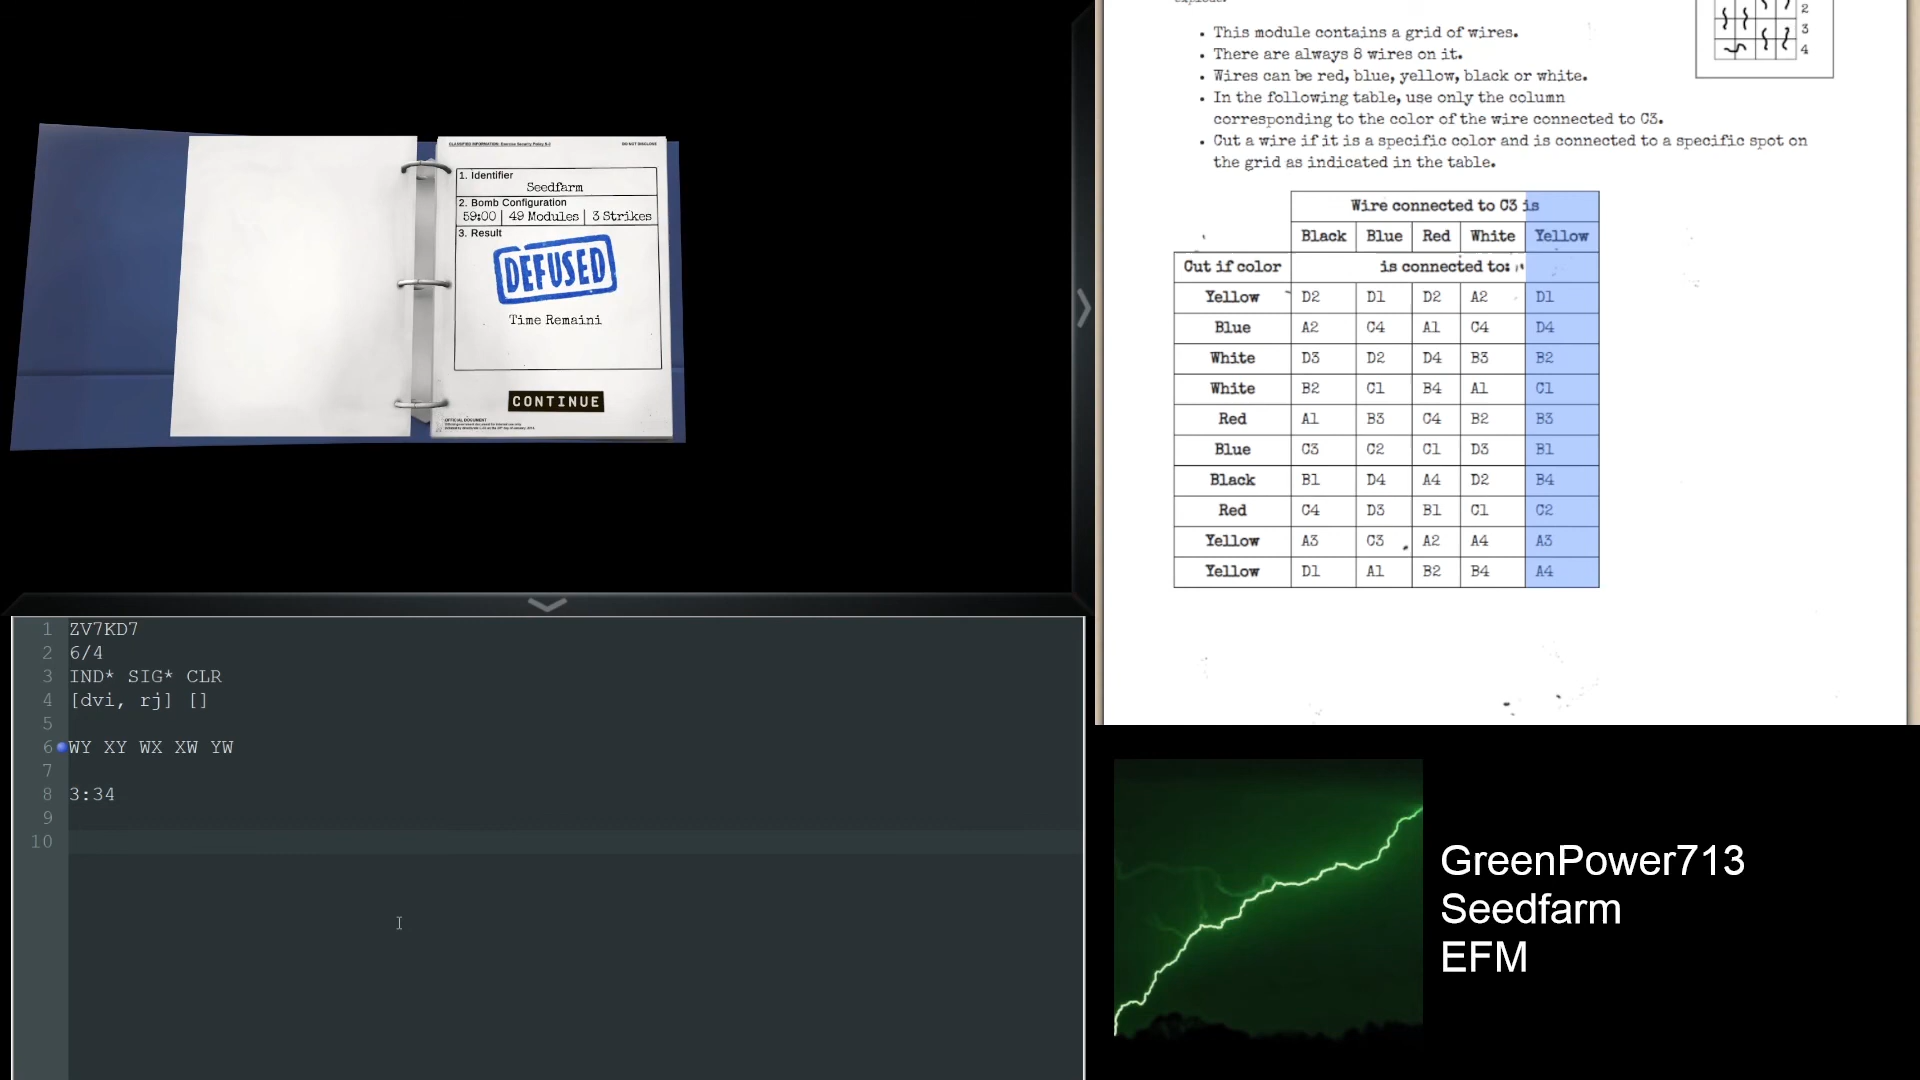 CLASSIFIED INFORMATION: DO NOT DISCLOSE
1. Identifier
Seedfarm
2. Bomb Configuration
59:00 | 49 Modules | 3 Strikes
3. Result
DEFUSED
Time Remaini
CONTINUE
OFFICIAL DOCUMENT
1 ZV7KD7
2 6/4
3 IND* SIG* CLR
4 [dvi, rj] []
5
6 WY XY WX XW YW
7
8 3:34
9
10
2
3
4
• This module contains a grid of wires.
• There are always 8 wires on it.
• Wires can be red, blue, yellow, black or white.
• In the following table, use only the column
corresponding to the color of the wire connected to C3.
• Cut a wire if it is a specific color and is connected to a specific spot on
the grid as indicated in the table.
Wire connected to C3 is
Black Blue Red White Yellow
Cut if color is connected to:
Yellow D2 D1 D2 A2 D1
Blue A2 C4 A1 C4 D4
White D3 D2 D4 B3 B2
White B2 C1 B4 A1 C1
Red A1 B3 C4 B2 B3
Blue C3 C2 C1 D3 B1
Black B1 D4 A4 D2 B4
Red C4 D3 B1 C1 C2
Yellow A3 C3 A2 A4 A3
Yellow D1 A1 B2 B4 A4
GreenPower713
Seedfarm
EFM